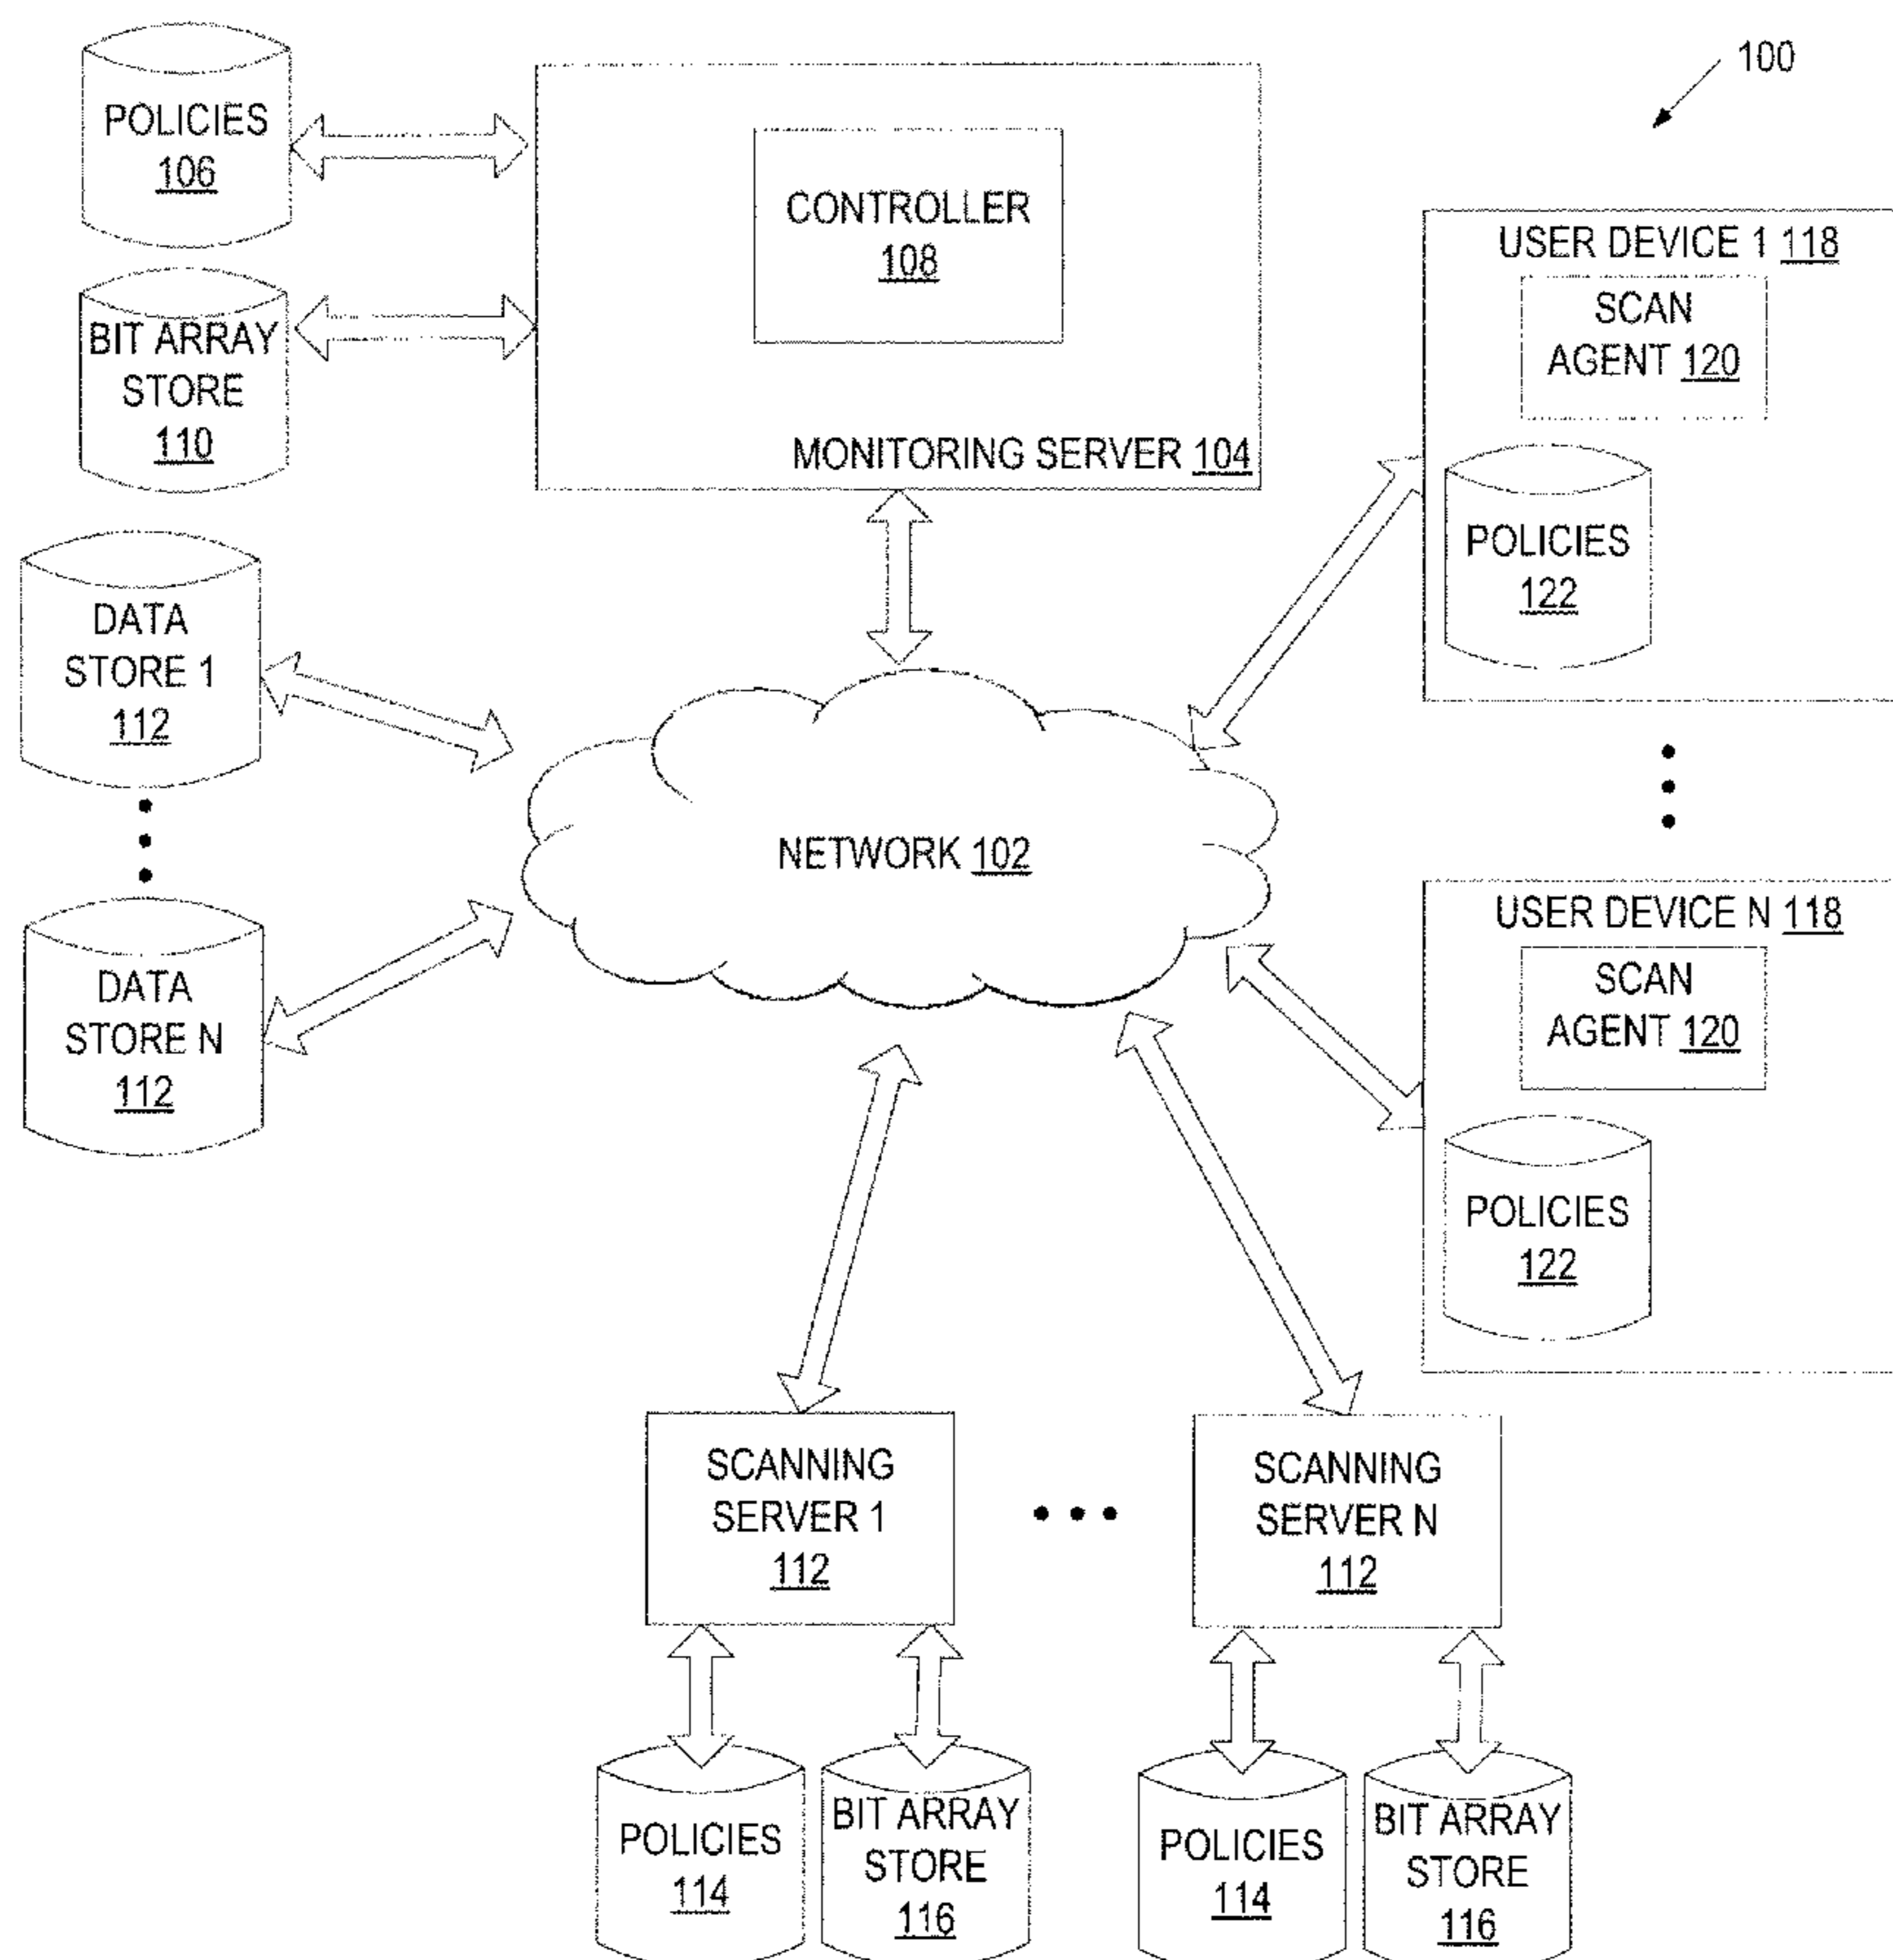 100
POLICIES
106
CONTROLLER
108
MONITORING SERVER 104
BIT ARRAY
STORE
110
USER DEVICE 1 118
SCAN
AGENT 120
POLICIES
122
DATA
STORE 1
112
NETWORK 102
DATA
STORE N
112
USER DEVICE N 118
SCAN
AGENT 120
POLICIES
122
SCANNING
SERVER 1
112
SCANNING
SERVER N
112
POLICIES
114
BIT ARRAY
STORE
116
POLICIES
114
BIT ARRAY
STORE
116